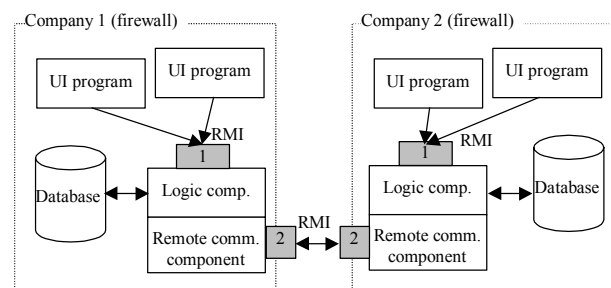 Company 1 (firewall)
UI program
UI program
RMI
1
Database
Logic comp.
Remote comm.
component
2
RMI
Company 2 (firewall)
UI program
UI program
RMI
1
Logic comp.
Database
2
Remote comm.
component